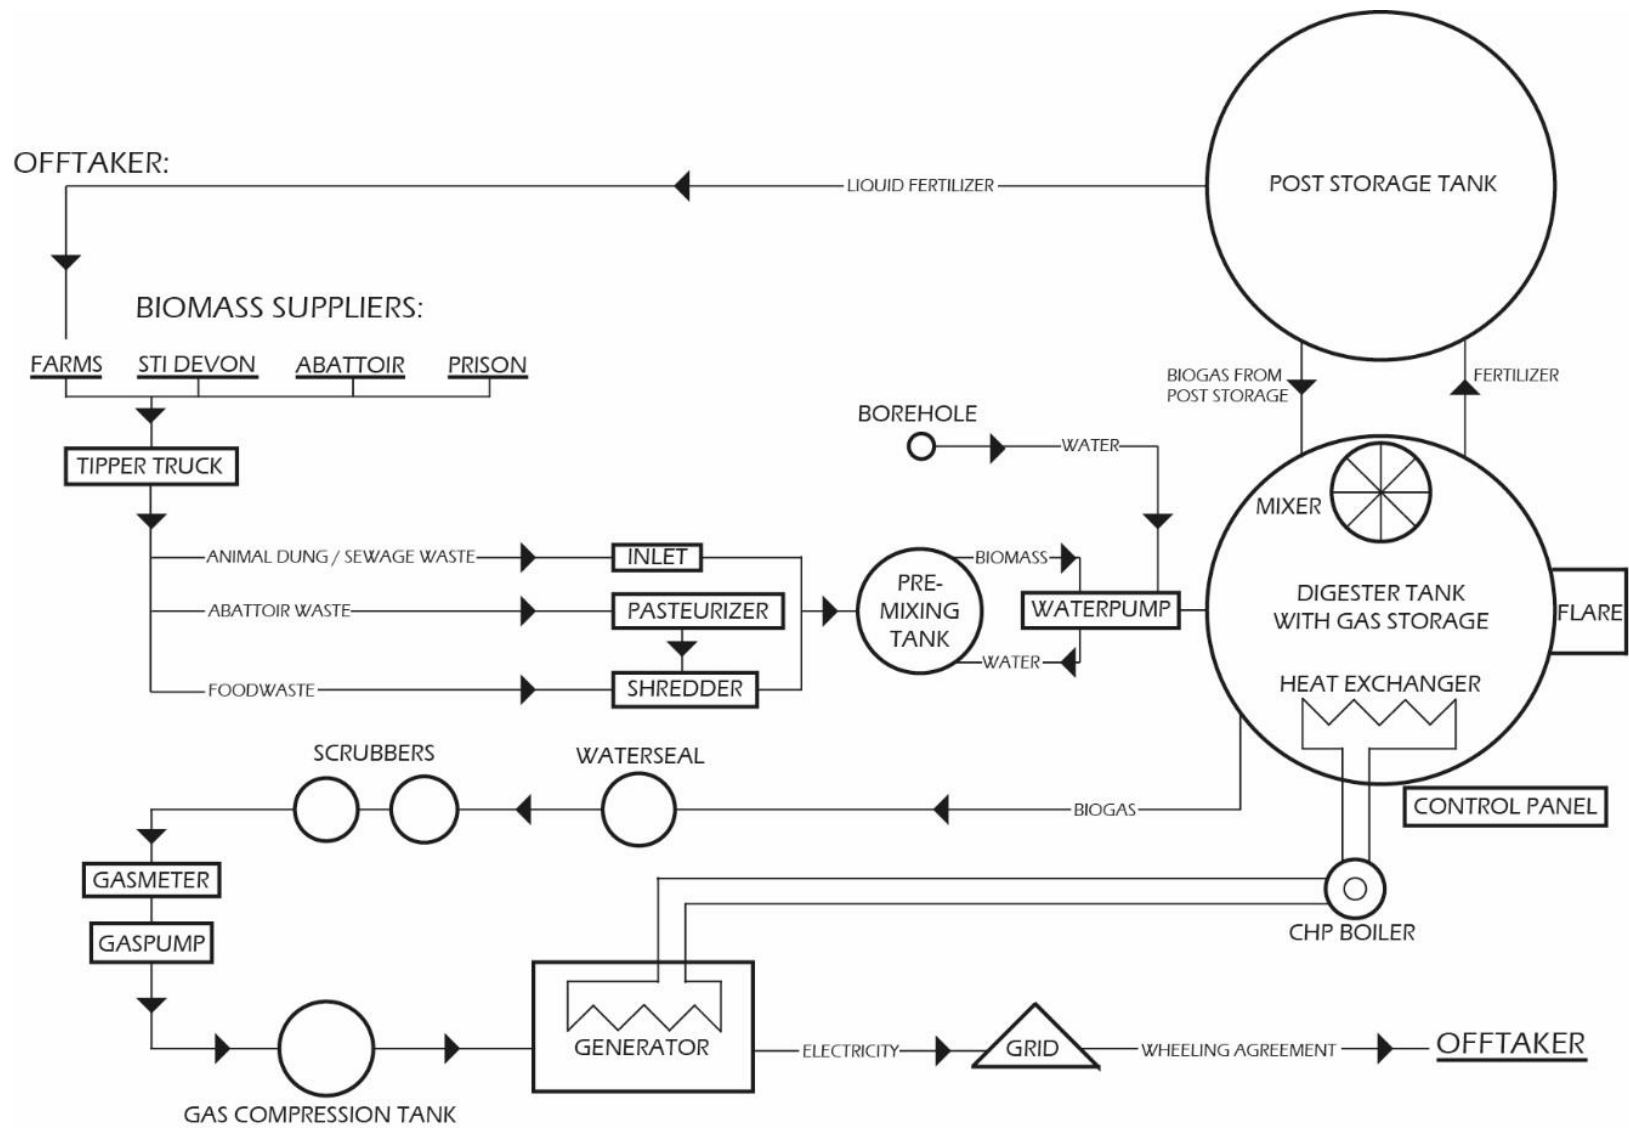 OFFTAKER:
LIQUID FERTILIZER
POST STORAGE TANK
BIOMASS SUPPLIERS:
FARMS
STI DEVON
ABATTOIR
PRISON
BIOGAS FROM
POST STORAGE
FERTILIZER
TIPPER TRUCK
BOREHOLE
WATER
MIXER
ANIMAL DUNG / SEWAGE WASTE
INLET
ABATTOIR WASTE
PASTEURIZER
FOODWASTE
SHREDDER
PRE-
MIXING
TANK
BIOMASS
WATERPUMP
WATER
DIGESTER TANK
WITH GAS STORAGE
FLARE
HEAT EXCHANGER
SCRUBBERS
WATERSEAL
BIOGAS
CONTROL PANEL
GASMETER
GASPUMP
CHP BOILER
GAS COMPRESSION TANK
GENERATOR
ELECTRICITY
GRID
WHEELING AGREEMENT
OFFTAKER